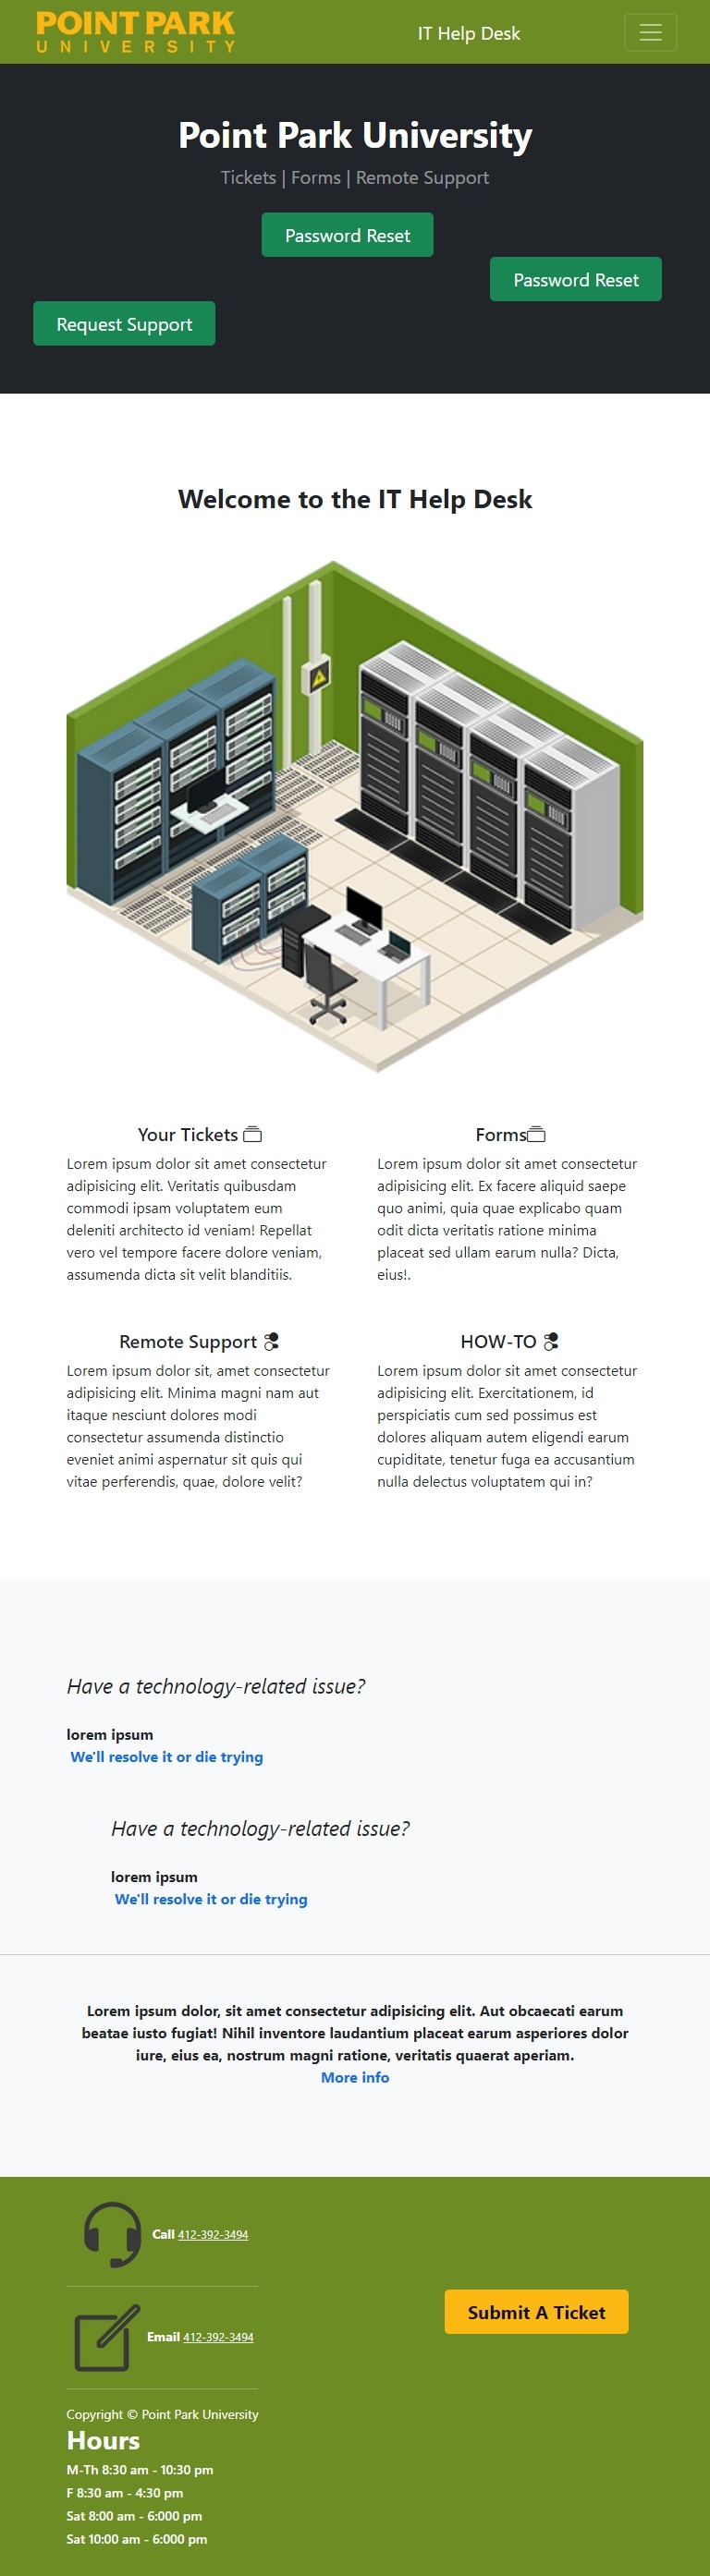 POINT PARK
UNIVERSITY
IT Help Desk
Point Park University
Tickets | Forms | Remote Support
Password Reset
Password Reset
Request Support
Welcome to the IT Help Desk
Your Tickets
Lorem ipsum dolor sit amet consectetur
adipisicing elit. Veritatis quibusdam
commodi ipsam voluptatem eum
deleniti architecto id veniam! Repellat
vero vel tempore facere dolore veniam,
assumenda dicta sit velit blanditiis.
Forms
Lorem ipsum dolor sit amet consectetur
adipisicing elit. Ex facere aliquid saepe
quo animi, quia quae explicabo quam
odit dicta veritatis ratione minima
placeat sed ullam earum nulla? Dicta,
eius!.
Remote Support
Lorem ipsum dolor sit, amet consectetur
adipisicing elit. Minima magni nam aut
itaque nesciunt dolores modi
consectetur assumenda distinctio
eveniet animi aspernatur sit quis qui
vitae perferendis, quae, dolore velit?
HOW-TO
Lorem ipsum dolor sit amet consectetur
adipisicing elit. Exercitationem, id
perspiciatis cum sed possimus est
dolores aliquam autem eligendi earum
cupiditate, tenetur fuga ea accusantium
nulla delectus voluptatem qui in?
Have a technology-related issue?
lorem ipsum
We'll resolve it or die trying
Have a technology-related issue?
lorem ipsum
We'll resolve it or die trying
Lorem ipsum dolor, sit amet consectetur adipisicing elit. Aut obcaecati earum
beatae iusto fugiat! Nihil inventore laudantium placeat earum asperiores dolor
iure, eius ea, nostrum magni ratione, veritatis quaerat aperiam.
More info
Call 412-392-3494
Email 412-392-3494
Submit A Ticket
Copyright © Point Park University
Hours
M-Th 8:30 am - 10:30 pm
F 8:30 am - 4:30 pm
Sat 8:00 am - 6:000 pm
Sat 10:00 am - 6:000 pm